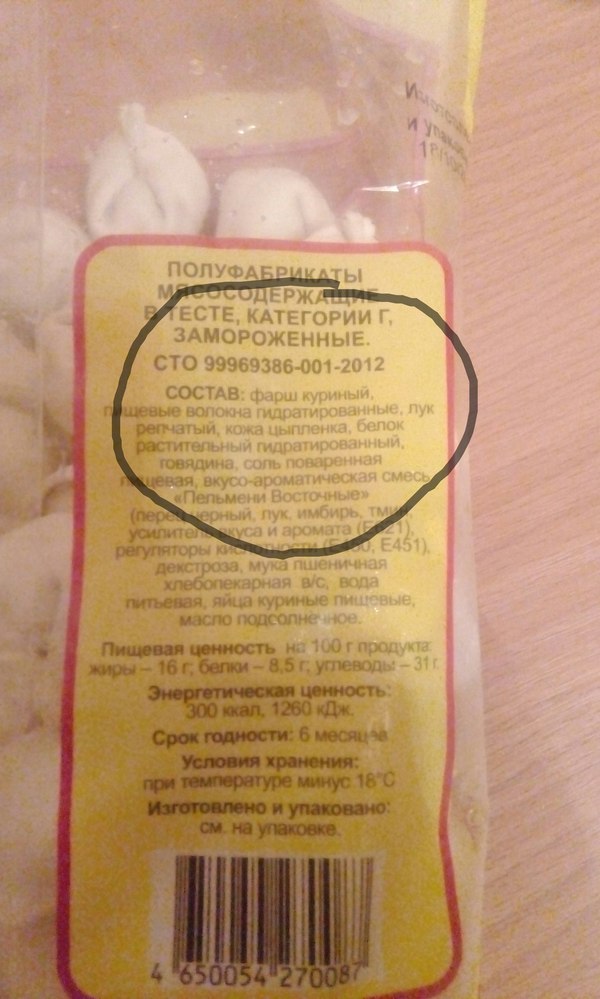 ПОЛУФАБРИКАТЫ
МЯСОСОДЕРЖАЩИЕ
В ТЕСТЕ, КАТЕГОРИИ Г,
ЗАМОРОЖЕННЫЕ.
СТО 99969386-001-2012
СОСТАВ: фарш куриный,
пищевые волокна гидратированные, лук
репчатый, кожа цыпленка, белок
растительный гидратированный,
говядина, соль поваренная
пищевая, вкусо-ароматическая смесь
«Пельмени Восточные»
(перец черный, лук, имбирь, тмин,
усилитель вкуса и аромата (Е621),
регуляторы кислотности (Е450, Е451),
декстроза, мука пшеничная
хлебопекарная в/с, вода
питьевая, яйца куриные пищевые,
масло подсолнечное.
Пищевая ценность на 100 г продукта:
жиры – 16 г; белки – 8,5 г; углеводы – 31 г
Энергетическая ценность:
300 ккал, 1260 кДж.
Срок годности: 6 месяцев
Условия хранения:
при температуре минус 18°С
Изготовлено и упаковано:
см. на упаковке.
4 650054 270087